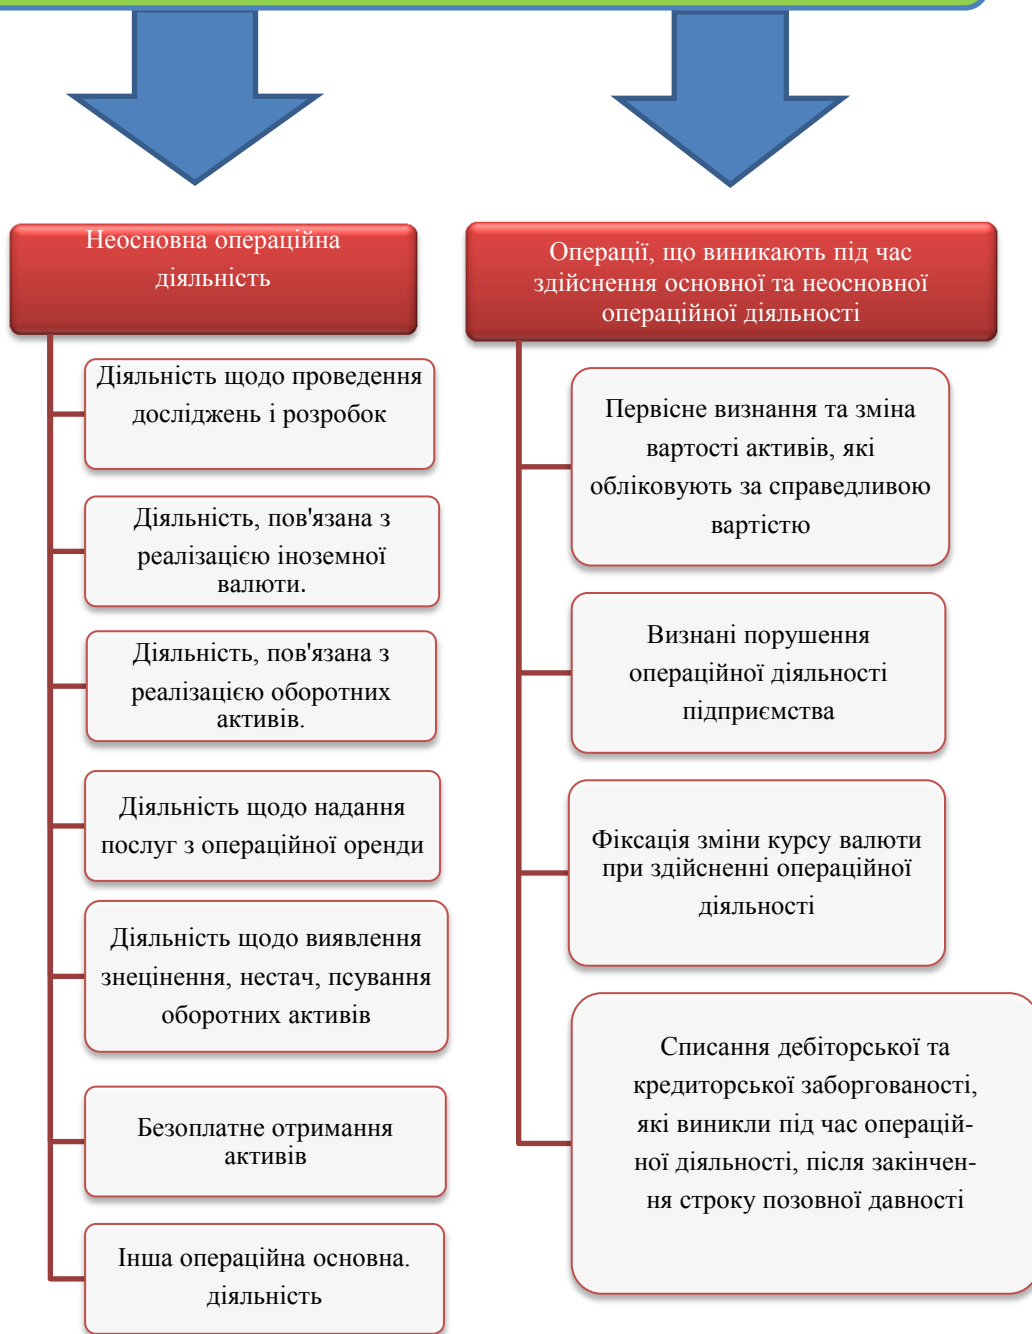 Неосновна операційна
діяльність
Діяльність щодо проведення
досліджень і розробок
Діяльність, пов'язана з
реалізацією іноземної
валюти.
Діяльність, пов'язана з
реалізацією оборотних
активів.
Діяльність щодо надання
послуг з операційної оренди
Діяльність щодо виявлення
знецінення, нестач, псування
оборотних активів
Безоплатне отримання
активів
Інша операційна основна.
діяльність
Операції, що виникають під час
здійснення основної та неосновної
операційної діяльності
Первісне визнання та зміна
вартості активів, які
обліковують за справедливою
вартістю
Визнані порушення
операційної діяльності
підприємства
Фіксація зміни курсу валюти
при здійсненні операційної
діяльності
Списання дебіторської та
кредиторської заборгованості,
які виникли під час операцій-
ної діяльності, після закінчен-
ня строку позовної давності